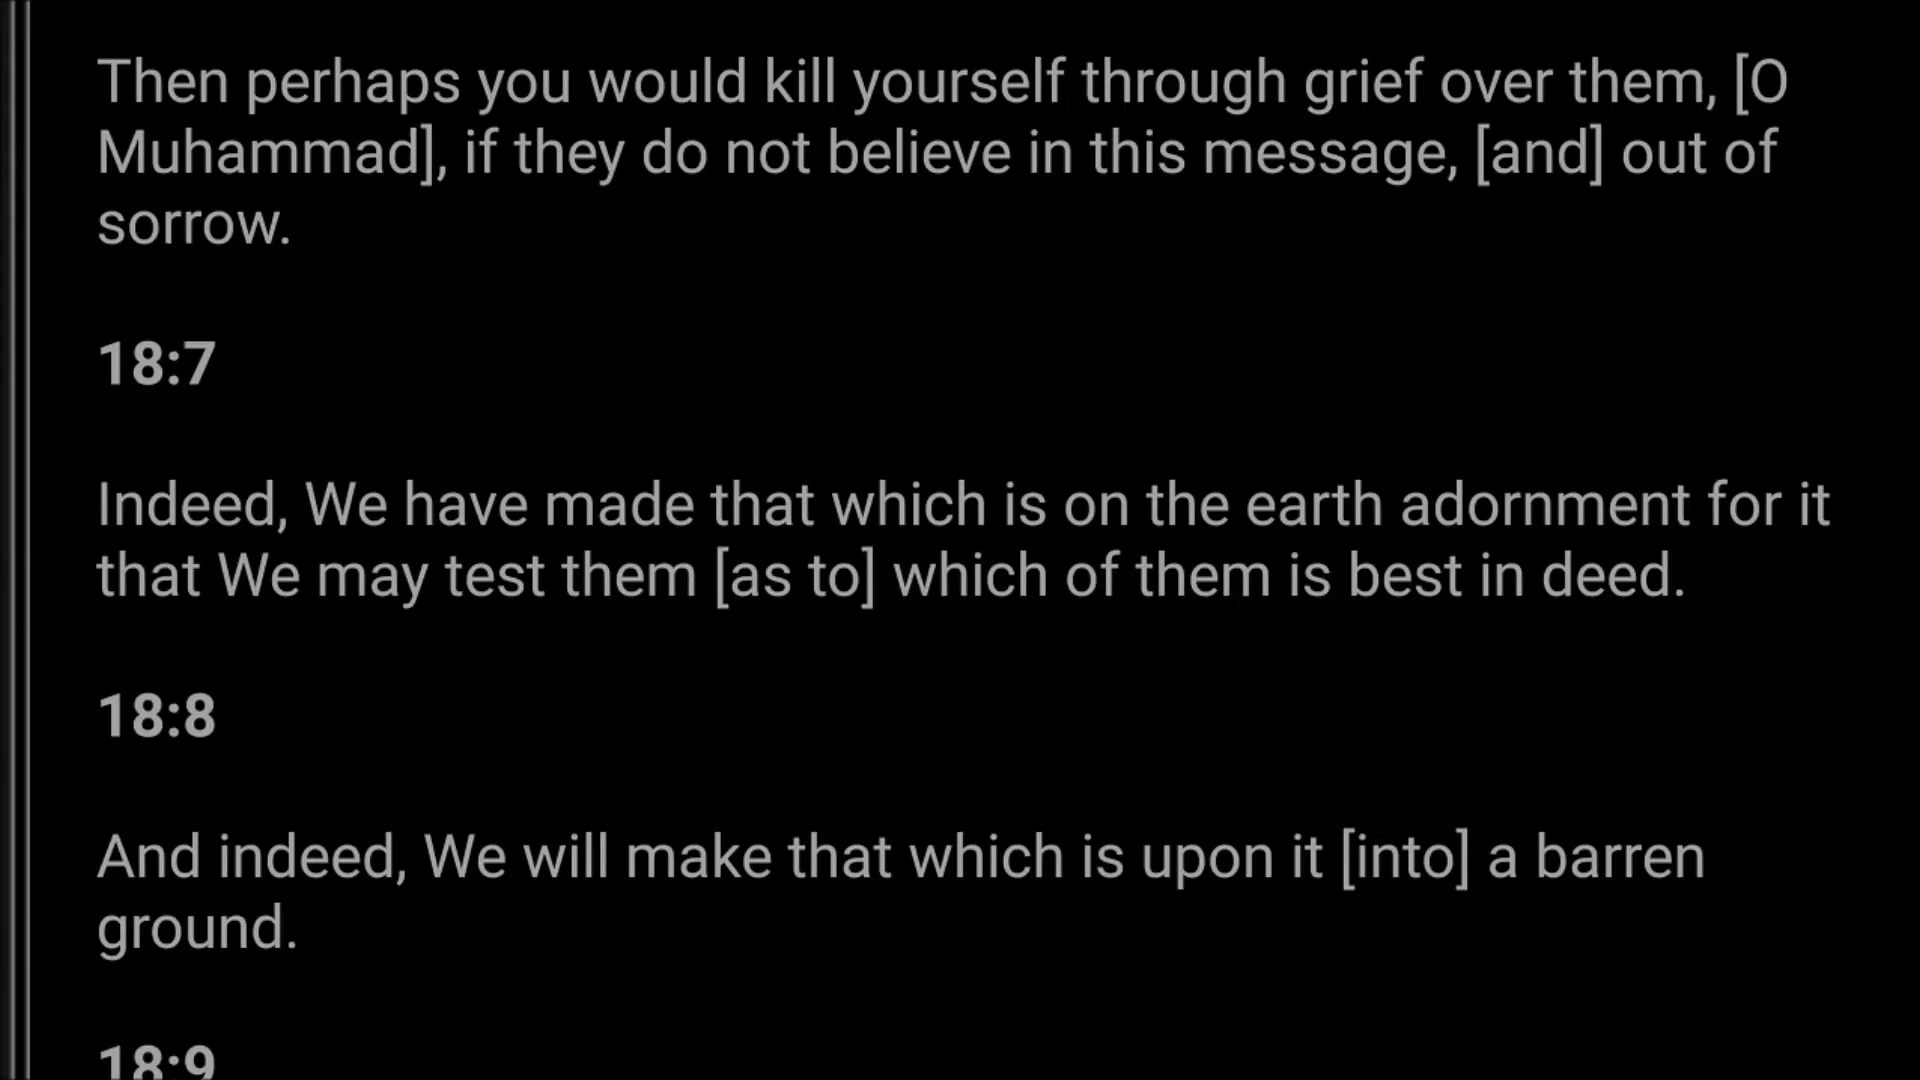 Then perhaps you would kill yourself through grief over them, [O
Muhammad], if they do not believe in this message, [and] out of
sorrow.
18:7
Indeed, We have made that which is on the earth adornment for it
that We may test them [as to] which of them is best in deed.
18:8
And indeed, We will make that which is upon it [into] a barren
ground.
18:9